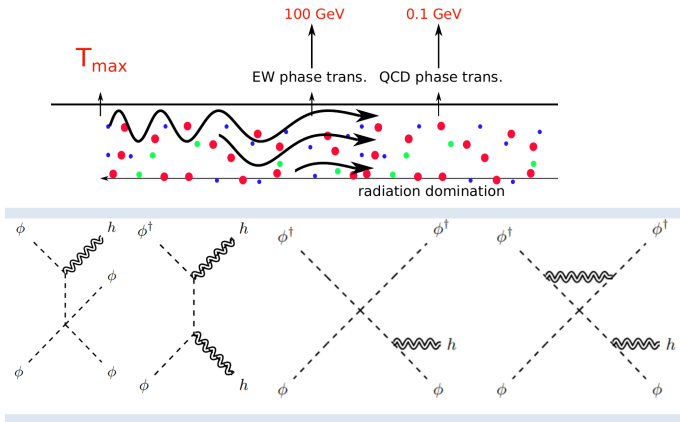 100 GeV 0.1 GeV
T_max
EW phase trans. QCD phase trans.
radiation domination
ϕ h ϕ† h ϕ† ϕ† ϕ† ϕ†
ϕ
h h
ϕ ϕ ϕ h ϕ ϕ ϕ ϕ